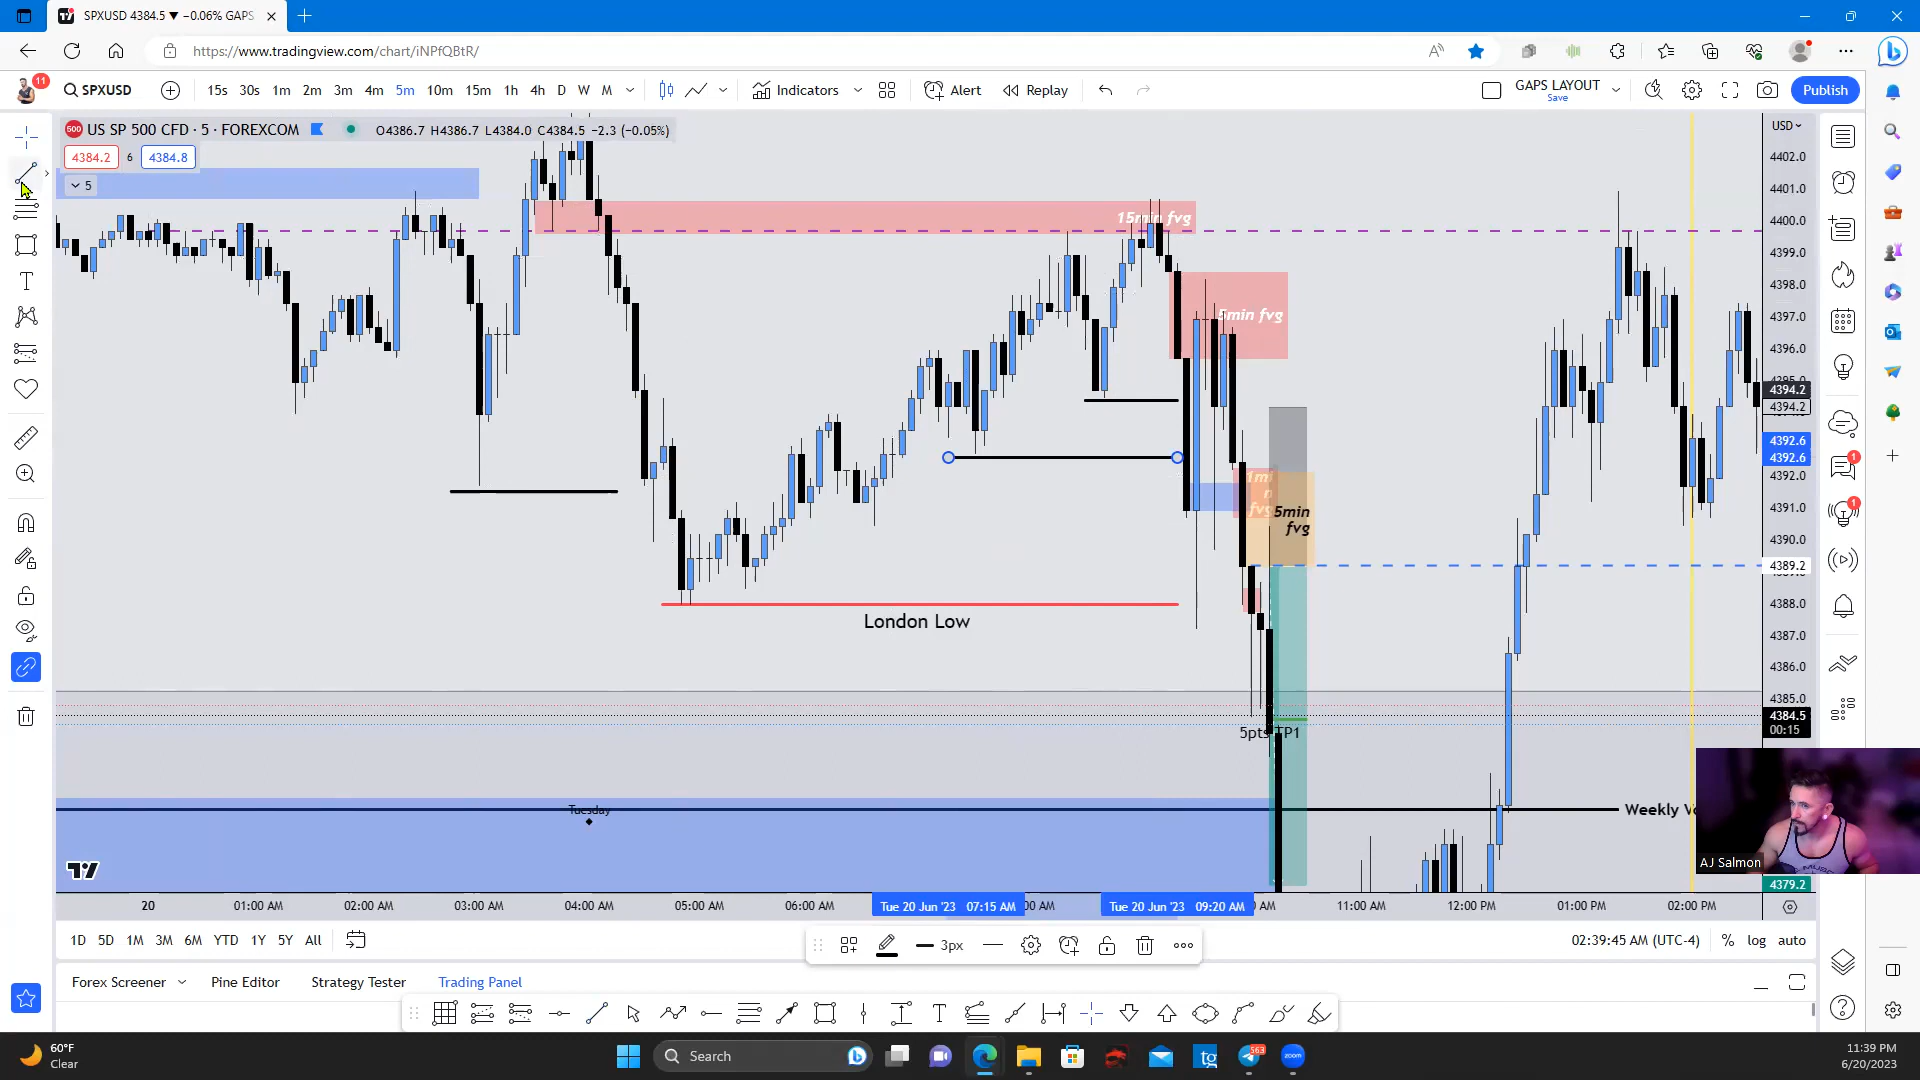 SPXUSD 4384.5 ▼ −0.06% GAPS
https://www.tradingview.com/chart/iNPfQBtR/
11
SPXUSD
15s 30s 1m 2m 3m 4m 5m 10m 15m 1h 4h D W M
Indicators
Alert
Replay
GAPS LAYOUT
Save
Publish
500
US SP 500 CFD · 5 · FOREXCOM
O4386.7 H4386.7 L4384.0 C4384.5 −2.3 (−0.05%)
USD
4384.2
6
4384.8
5
4402.0
4401.0
4400.0
4399.0
4398.0
4397.0
4396.0
4394.2
4394.2
4392.6
4392.6
4392.0
4391.0
4390.0
4389.2
4388.0
4387.0
4386.0
4385.0
4384.5
00:15
4379.2
15min fvg
5min fvg
1mi
n
fvg
5min
fvg
London Low
5pts TP1
Tuesday
Weekly
AJ Salmon
20
01:00 AM
02:00 AM
03:00 AM
04:00 AM
05:00 AM
06:00 AM
Tue 20 Jun '23 07:15 AM
Tue 20 Jun '23 09:20 AM
11:00 AM
12:00 PM
01:00 PM
02:00 PM
1D 5D 1M 3M 6M YTD 1Y 5Y All
3px
02:39:45 AM (UTC-4)
% log auto
Forex Screener
Pine Editor
Strategy Tester
Trading Panel
1
1
60°F
Clear
Search
tg
563
zoom
11:39 PM
6/20/2023